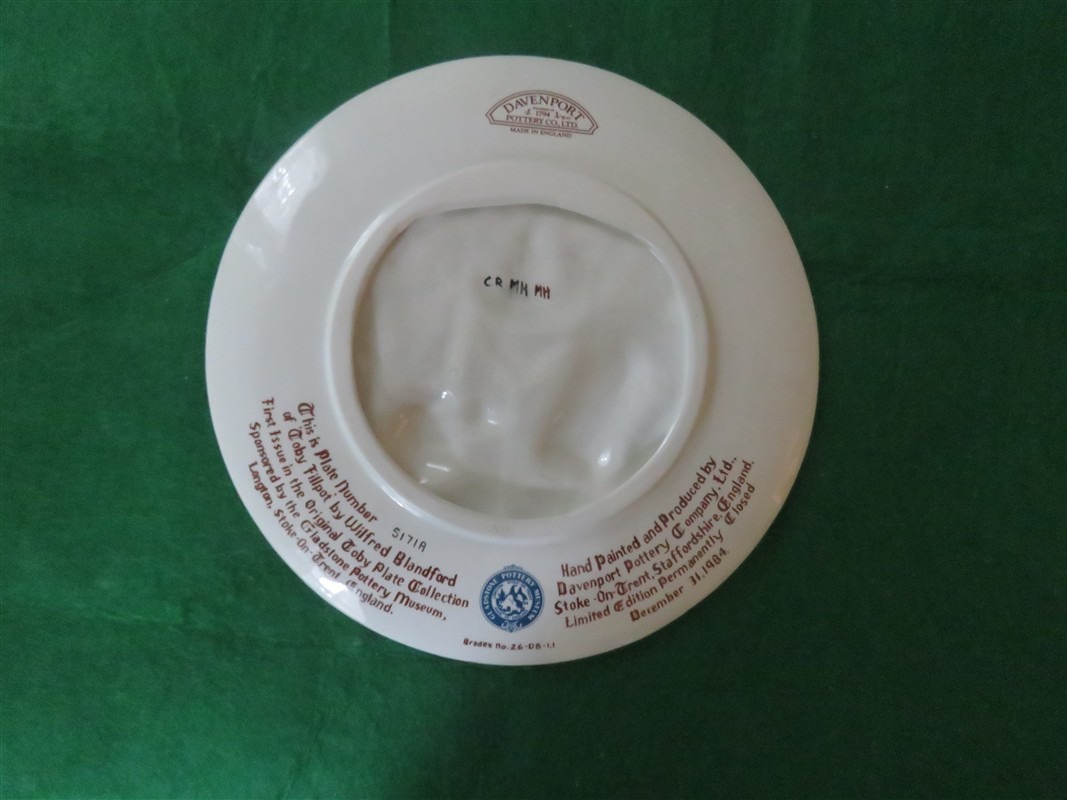 DAVENPORT
1794
POTTERY CO., LTD.
MADE IN ENGLAND
CR MH MH
This is Plate Number 5171A
of 'Toby Fillpot' by Wilfred Blandford
First Issue in the Original Toby Plate Collection
Sponsored by the Gladstone Pottery Museum,
Longton, Stoke-On-Trent, England.
GLADSTONE POTTERY MUSEUM
Hand Painted and Produced by
Davenport Pottery Company, Ltd.,
Stoke-On-Trent, Staffordshire, England.
Limited Edition - Permanently Closed
December 31, 1984.
Bradex no. 26-D8-1.1